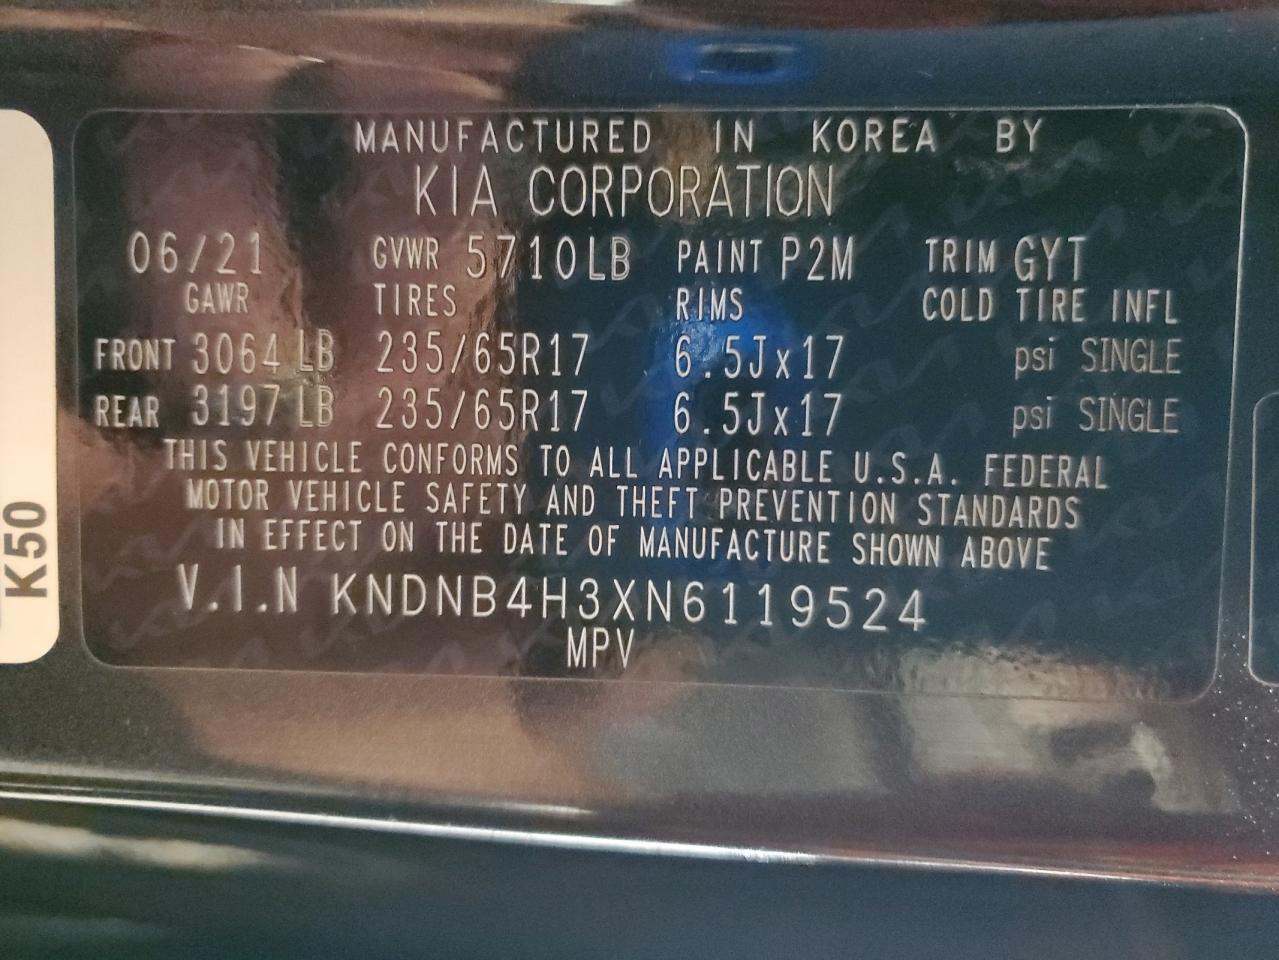 MANUFACTURED IN KOREA BY
KIA CORPORATION
06/21 GVWR 5710LB PAINT P2M TRIM GYT
GAWR TIRES RIMS COLD TIRE INFL
FRONT 3064 LB 235/65R17 6.5Jx17 psi SINGLE
REAR 3197 LB 235/65R17 6.5Jx17 psi SINGLE
THIS VEHICLE CONFORMS TO ALL APPLICABLE U.S.A. FEDERAL
MOTOR VEHICLE SAFETY AND THEFT PREVENTION STANDARDS
IN EFFECT ON THE DATE OF MANUFACTURE SHOWN ABOVE
V.I.N KNDNB4H3XN6119524
MPV
K50